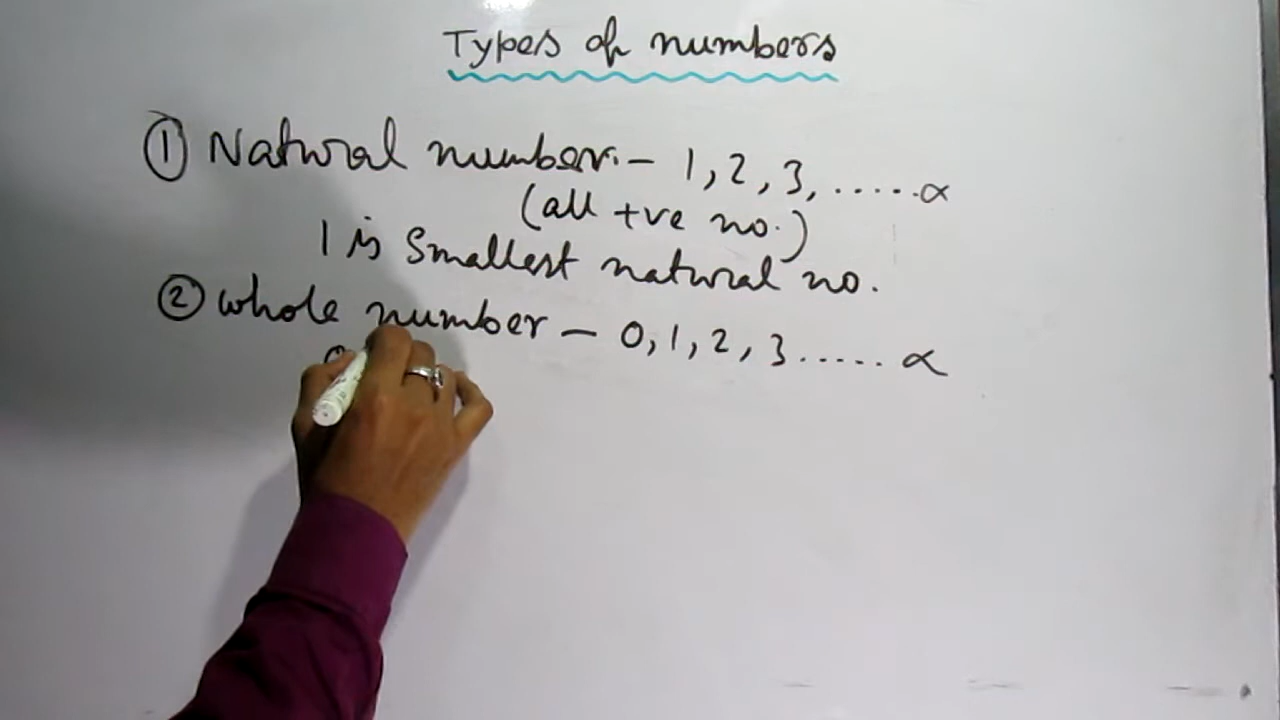 Types of numbers
① Natural number:- 1, 2, 3, ..... ∝
(all +ve no.)
1 is Smallest natural no.
② whole number - 0, 1, 2, 3 ..... ∝